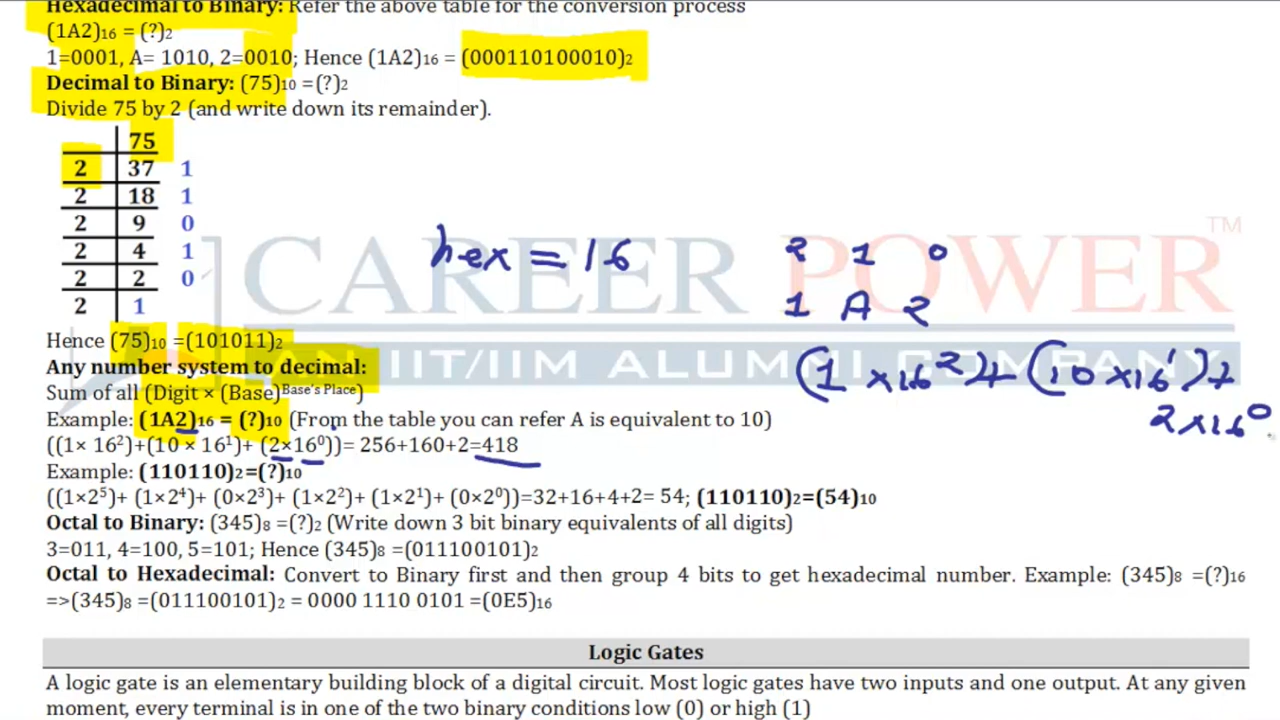 Hexadecimal to Binary: Refer the above table for the conversion process
(1A2)₁₆ = (?)₂
1=0001, A= 1010, 2=0010; Hence (1A2)₁₆ = (000110100010)₂
Decimal to Binary: (75)₁₀ =(?)₂
Divide 75 by 2 (and write down its remainder).
75
2 37 1
2 18 1
2 9 0
2 4 1
2 2 0
2 1
hex = 16
2 1 0
1 A 2
(1 ×16²)+(10×16¹)+
2×16⁰
CAREER POWER TM
AN IIT/IIM ALUMNI COMPANY
Hence (75)₁₀ =(101011)₂
Any number system to decimal:
Sum of all (Digit × (Base)^Base's Place)
Example: (1A2)₁₆ = (?)₁₀ (From the table you can refer A is equivalent to 10)
((1× 16²)+(10 × 16¹)+ (2×16⁰))= 256+160+2=418
Example: (110110)₂=(?)₁₀
((1×2⁵)+ (1×2⁴)+ (0×2³)+ (1×2²)+ (1×2¹)+ (0×2⁰))=32+16+4+2= 54; (110110)₂=(54)₁₀
Octal to Binary: (345)₈ =(?)₂ (Write down 3 bit binary equivalents of all digits)
3=011, 4=100, 5=101; Hence (345)₈ =(011100101)₂
Octal to Hexadecimal: Convert to Binary first and then group 4 bits to get hexadecimal number. Example: (345)₈ =(?)₁₆
=>(345)₈ =(011100101)₂ = 0000 1110 0101 =(0E5)₁₆
Logic Gates
A logic gate is an elementary building block of a digital circuit. Most logic gates have two inputs and one output. At any given
moment, every terminal is in one of the two binary conditions low (0) or high (1)